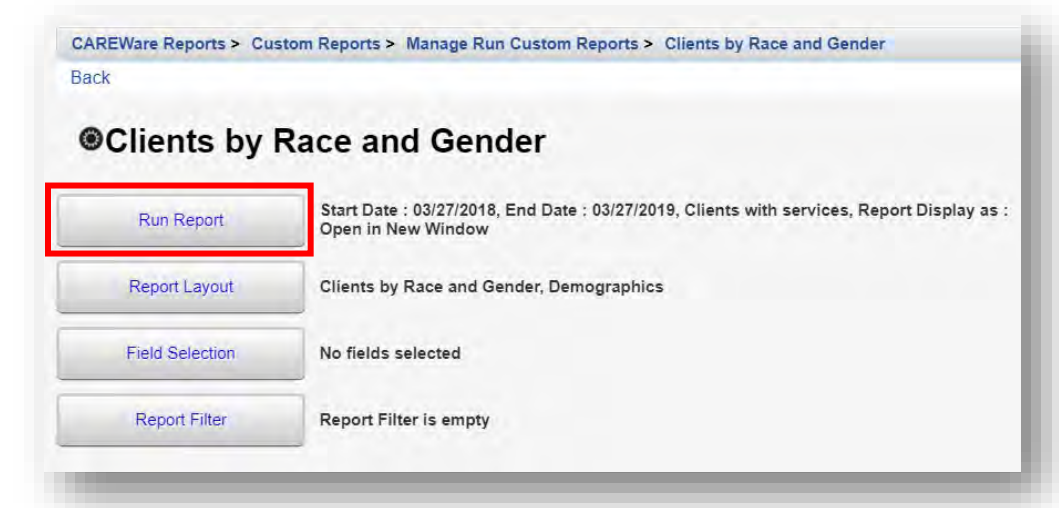 CAREWare Reports > Custom Reports > Manage Run Custom Reports > Clients by Race and Gender
Back
Clients by Race and Gender
Run Report
Start Date : 03/27/2018, End Date : 03/27/2019, Clients with services, Report Display as :
Open in New Window
Report Layout
Clients by Race and Gender, Demographics
Field Selection
No fields selected
Report Filter
Report Filter is empty